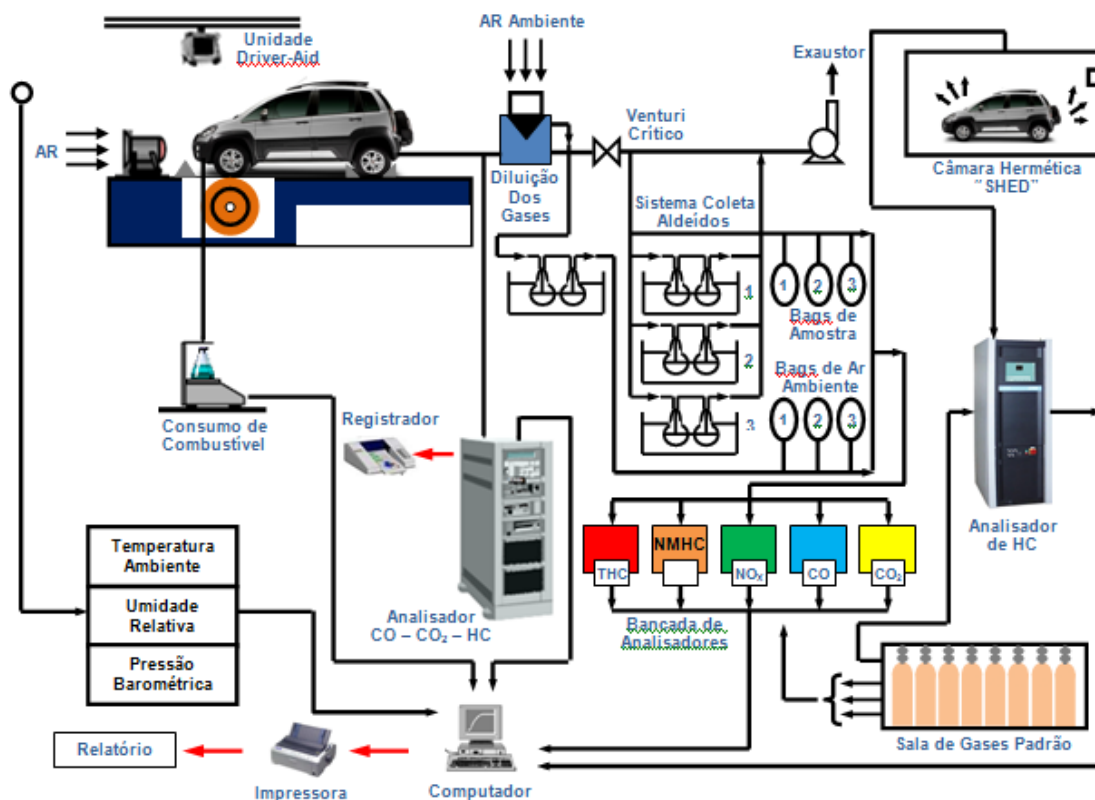 Unidade
Driver-Aid
AR Ambiente
Exaustor
AR
Venturi
Crítico
Câmara Hermética
“SHED”
Diluição
Dos
Gases
Sistema Coleta
Aldeídos
1
2
3
1
2
3
Bags de
Amostra
Bags de Ar
Ambiente
1
2
3
Consumo de
Combustível
Registrador
Analisador
CO – CO₂ – HC
Analisador
de HC
THC
NMHC
NOₓ
CO
CO₂
Bancada de
Analisadores
Temperatura
Ambiente
Umidade
Relativa
Pressão
Barométrica
Sala de Gases Padrão
Relatório
Impressora
Computador